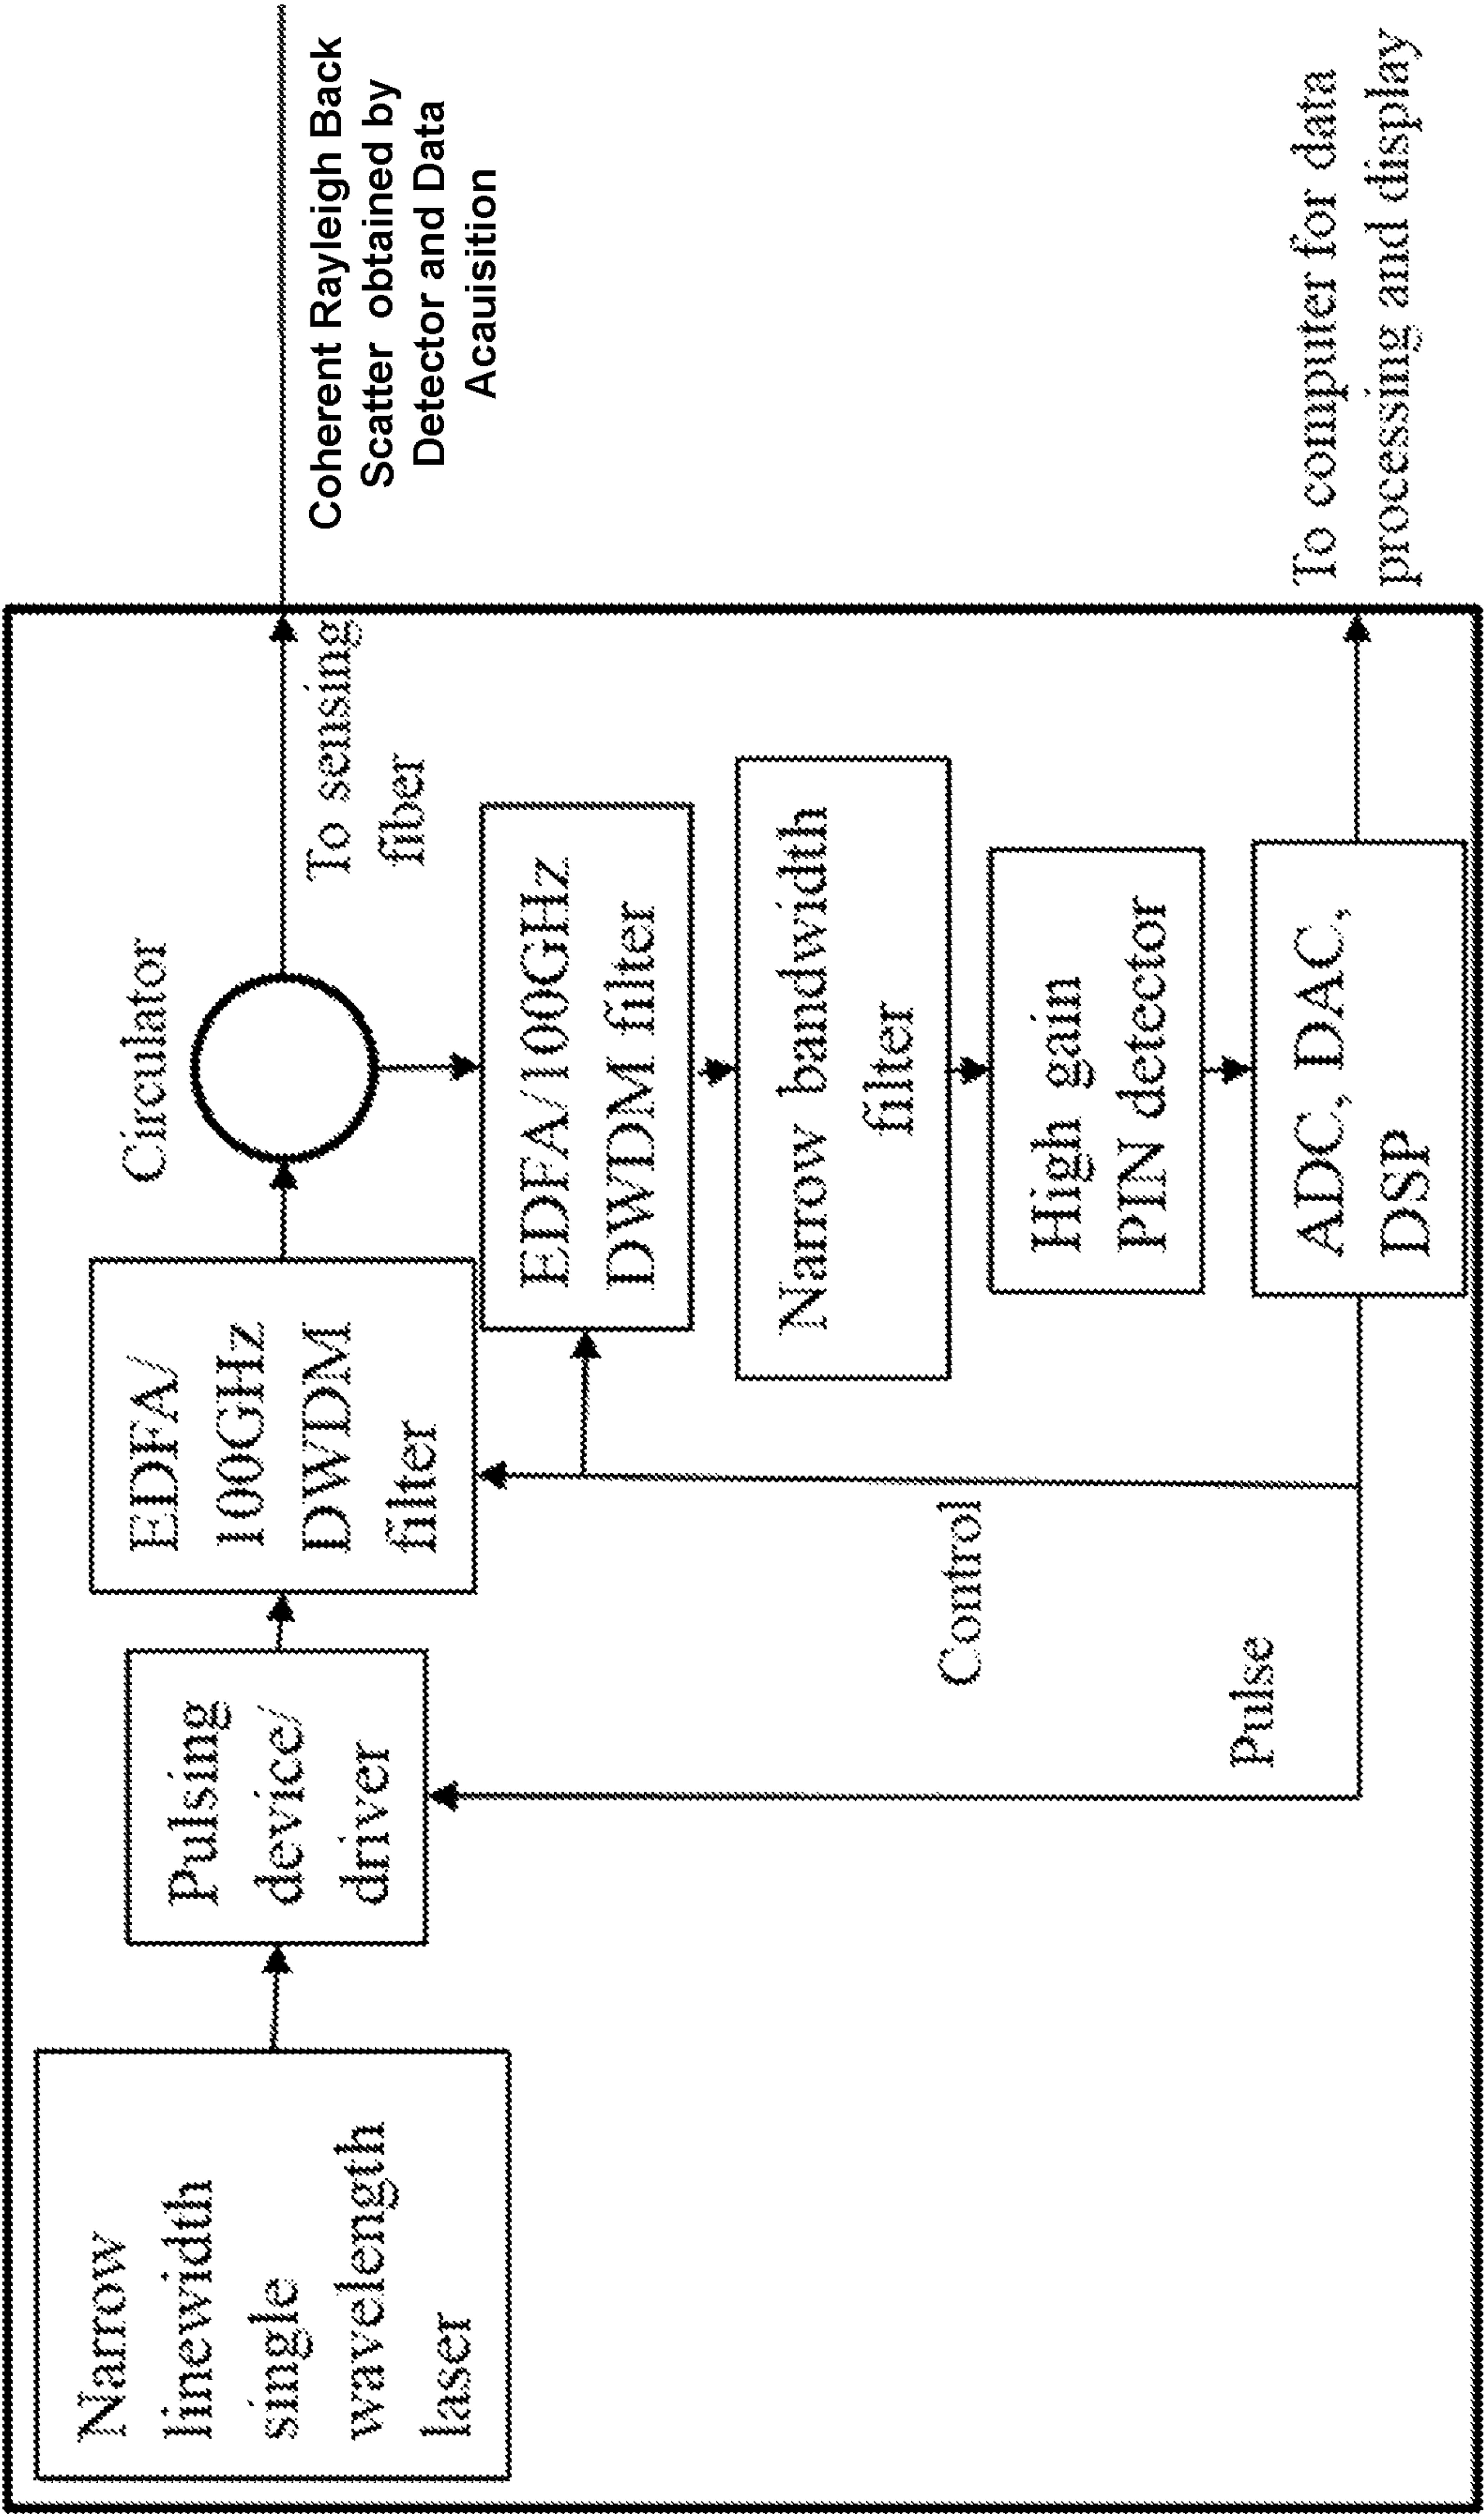 Narrow
linewidth
single
wavelength
laser
Pulsing
device/
driver
EDFA/
100GHz
DWDM
filter
Circulator
To sensing
fiber
Coherent Rayleigh Back
Scatter obtained by
Detector and Data
Acauisition
EDFA/100GHz
DWDM filter
Narrow bandwidth
fillter
High gain
PIN detector
ADC, DAC,
DSP
Control
Pulse
To computer for data
processing and display